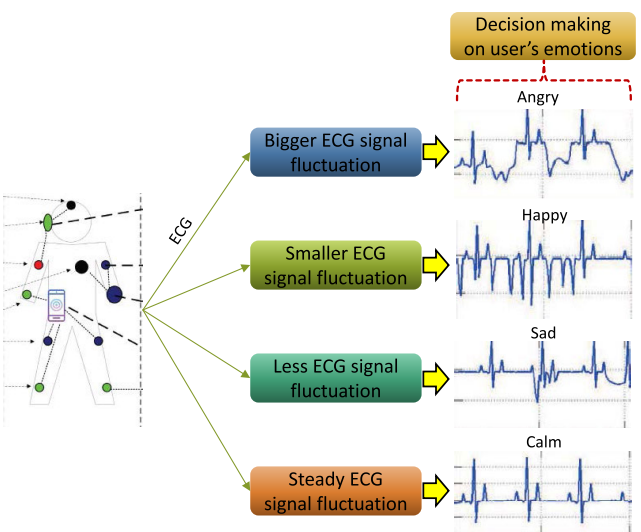 Decision making
on user's emotions
Angry
Bigger ECG signal
fluctuation
ECG
Happy
Smaller ECG
signal fluctuation
Sad
Less ECG signal
fluctuation
Calm
Steady ECG
signal fluctuation